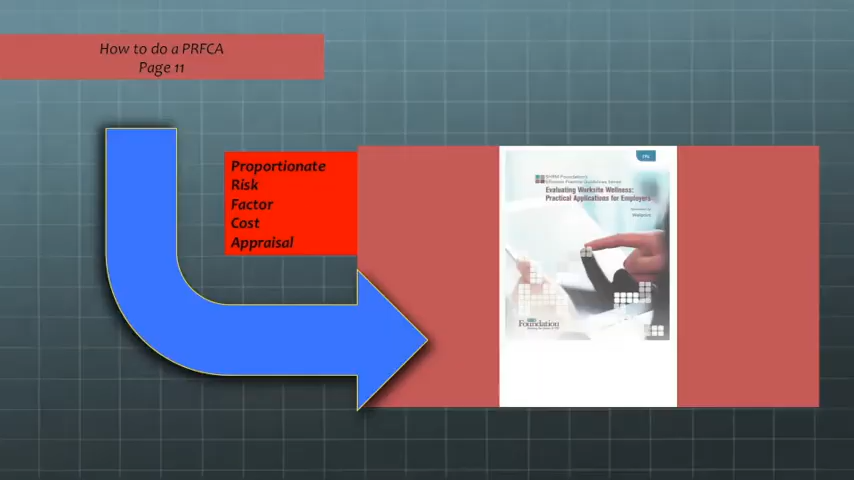 How to do a PRFCA
Page 11
Proportionate
Risk
Factor
Cost
Appraisal
SHRM Foundation's
Effective Practice Guidelines Series
Evaluating Worksite Wellness:
Practical Applications for Employers
Foundation